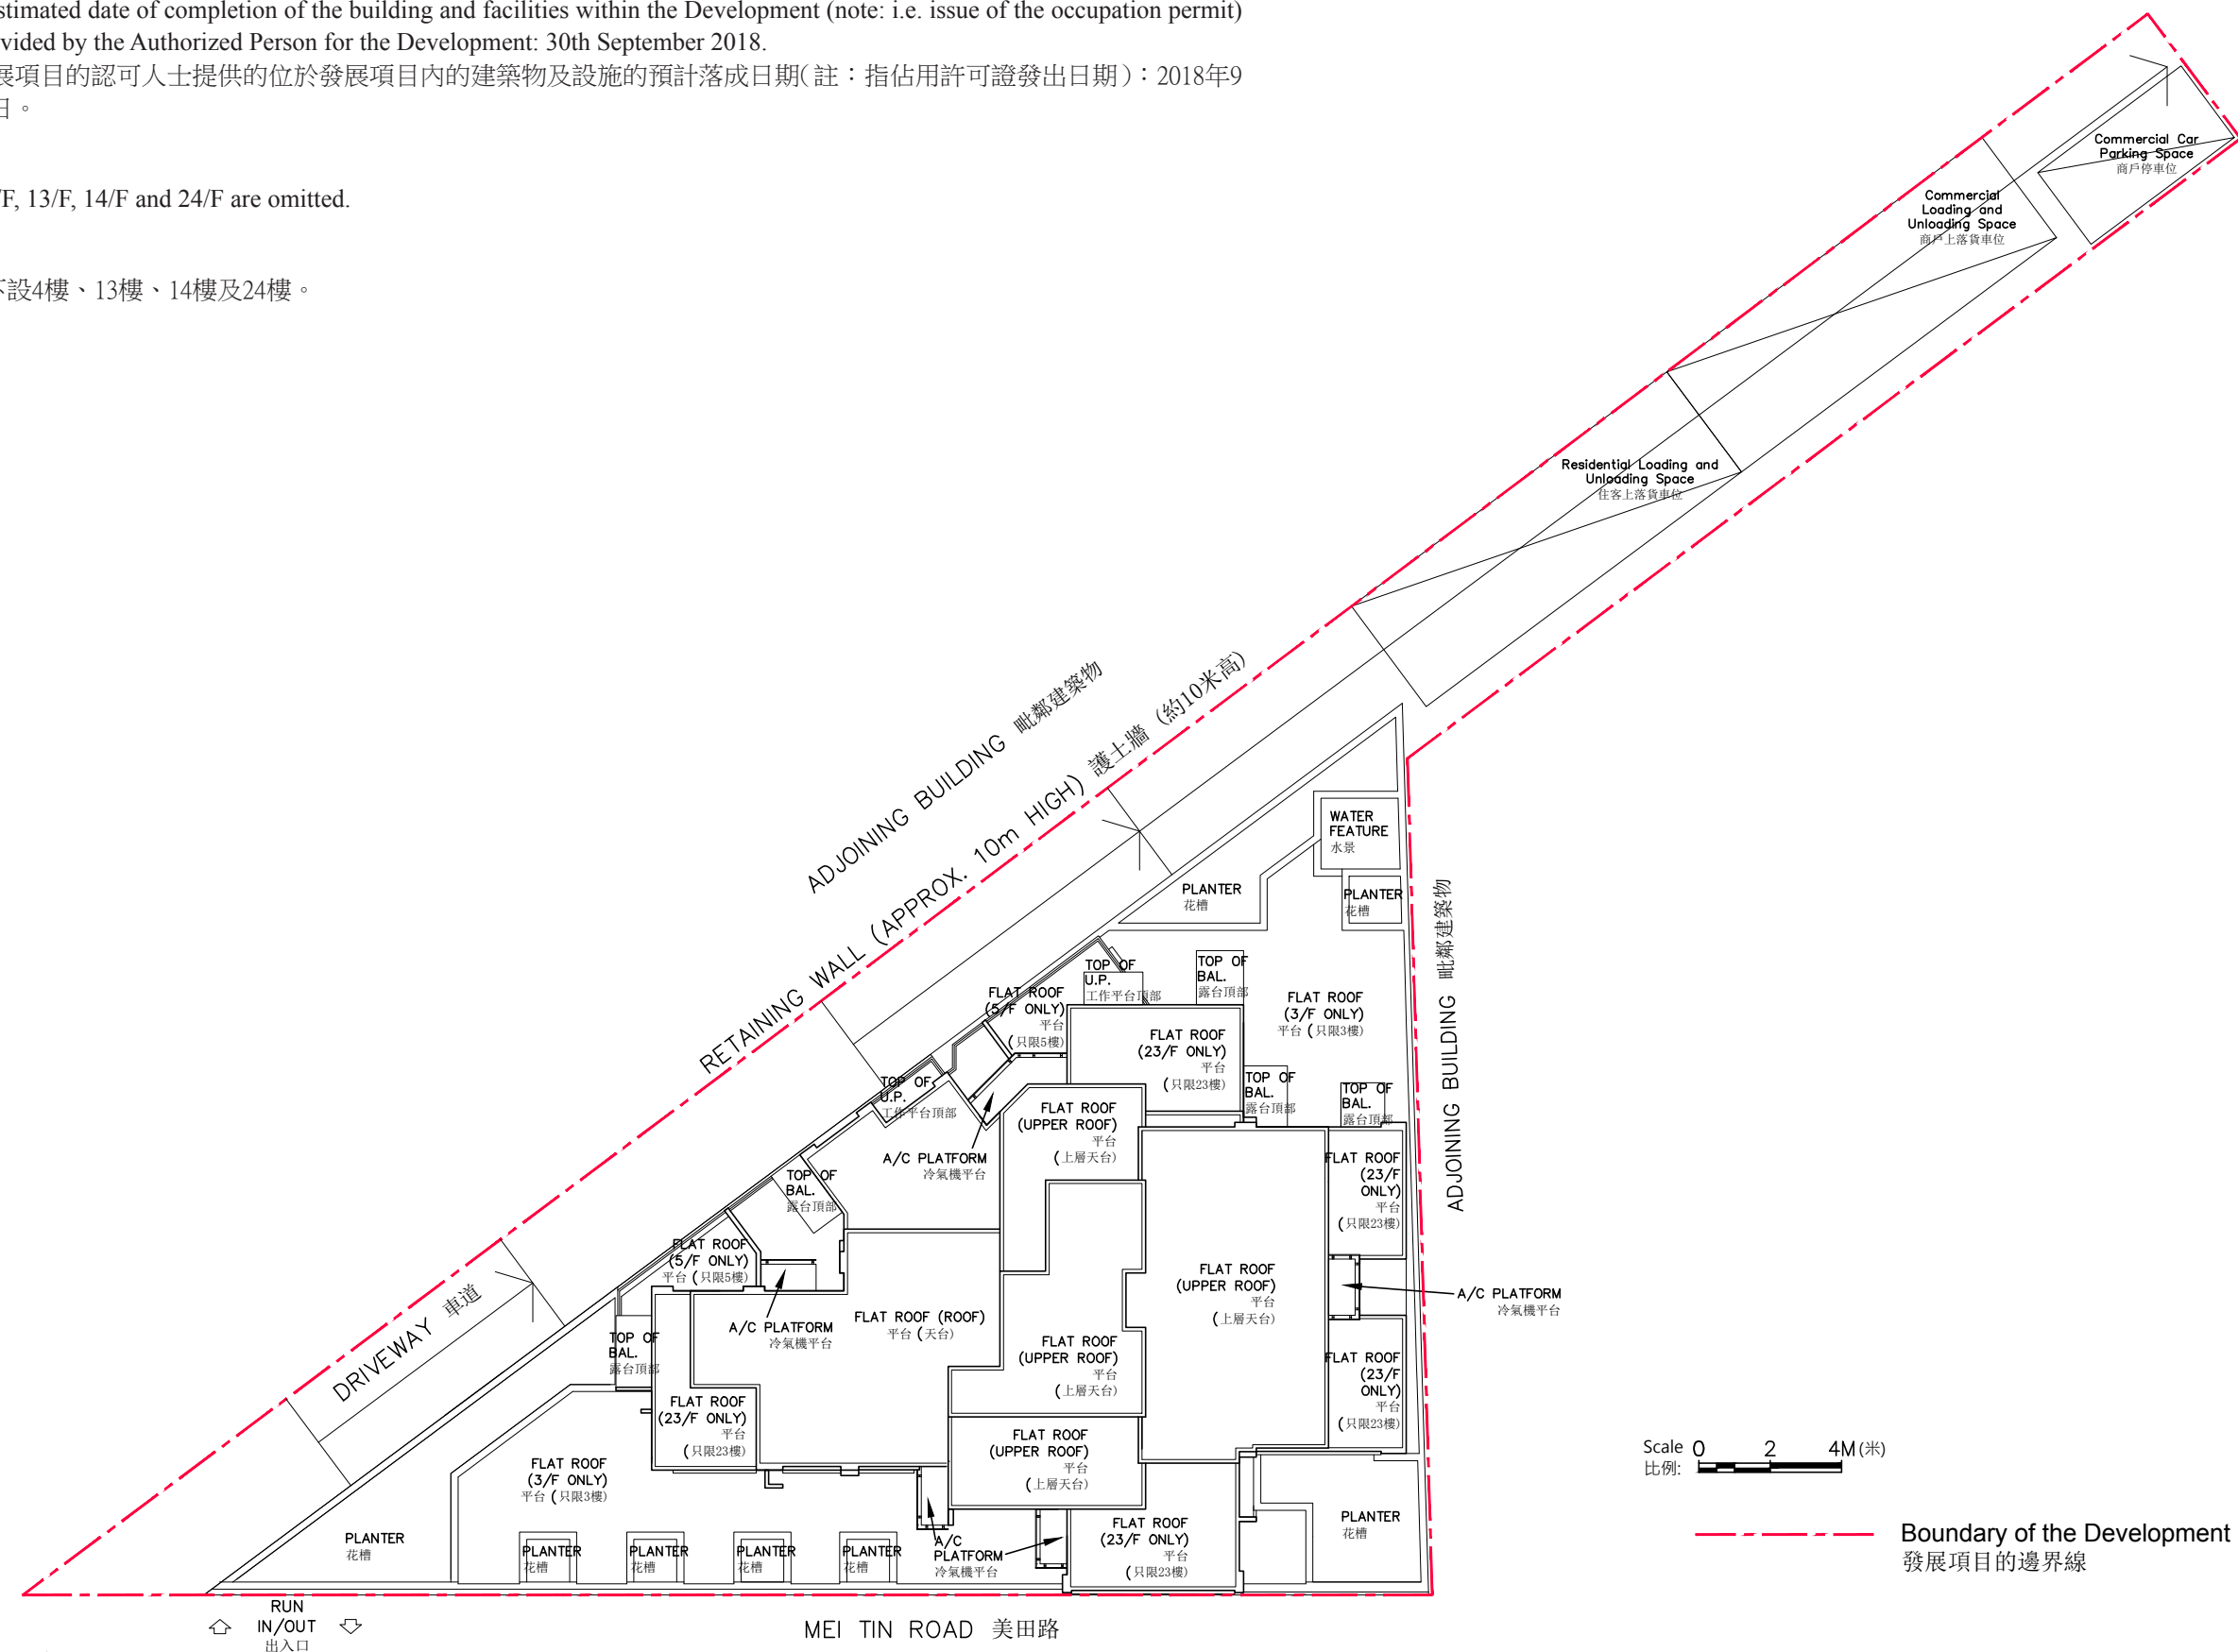 stimated date of completion of the building and facilities within the Development (note: i.e. issue of the occupation permit)
vided by the Authorized Person for the Development: 30th September 2018.
展項目的認可人士提供的位於發展項目內的建築物及設施的預計落成日期(註：指佔用許可證發出日期)：2018年9
日。
/F, 13/F, 14/F and 24/F are omitted.
不設4樓、13樓、14樓及24樓。
Commercial Car
Parking Space
商戶停車位
Commercial
Loading and
Unloading Space
商戶上落貨車位
Residential Loading and
Unloading Space
住客上落貨車位
ADJOINING BUILDING 毗鄰建築物
RETAINING WALL (APPROX. 10m HIGH) 護土牆 (約10米高)
DRIVEWAY 車道
WATER
FEATURE
水景
PLANTER
花槽
PLANTER
花槽
ADJOINING BUILDING 毗鄰建築物
TOP OF
U.P.
工作平台頂部
TOP OF
BAL.
露台頂部
FLAT ROOF
(5/F ONLY)
平台
(只限5樓)
FLAT ROOF
(3/F ONLY)
平台 (只限3樓)
FLAT ROOF
(23/F ONLY)
平台
(只限23樓)
TOP OF
U.P.
工作平台頂部
TOP OF
BAL.
露台頂部
TOP OF
BAL.
露台頂部
FLAT ROOF
(UPPER ROOF)
平台
(上層天台)
A/C PLATFORM
冷氣機平台
FLAT ROOF
(23/F
ONLY)
平台
(只限23樓)
TOP OF
BAL.
露台頂部
FLAT ROOF
(5/F ONLY)
平台 (只限5樓)
FLAT ROOF
(UPPER ROOF)
平台
(上層天台)
A/C PLATFORM
冷氣機平台
FLAT ROOF (ROOF)
平台 (天台)
A/C PLATFORM
冷氣機平台
TOP OF
BAL.
露台頂部
FLAT ROOF
(UPPER ROOF)
平台
(上層天台)
FLAT ROOF
(23/F
ONLY)
平台
(只限23樓)
FLAT ROOF
(23/F ONLY)
平台
(只限23樓)
FLAT ROOF
(UPPER ROOF)
平台
(上層天台)
FLAT ROOF
(3/F ONLY)
平台 (只限3樓)
Scale 0 2 4M(米)
比例:
PLANTER
花槽
FLAT ROOF
(23/F ONLY)
平台
(只限23樓)
PLANTER
花槽
PLANTER
花槽
PLANTER
花槽
PLANTER
花槽
PLANTER
花槽
A/C
PLATFORM
冷氣機平台
Boundary of the Development
發展項目的邊界線
RUN
IN/OUT
出入口
MEI TIN ROAD 美田路